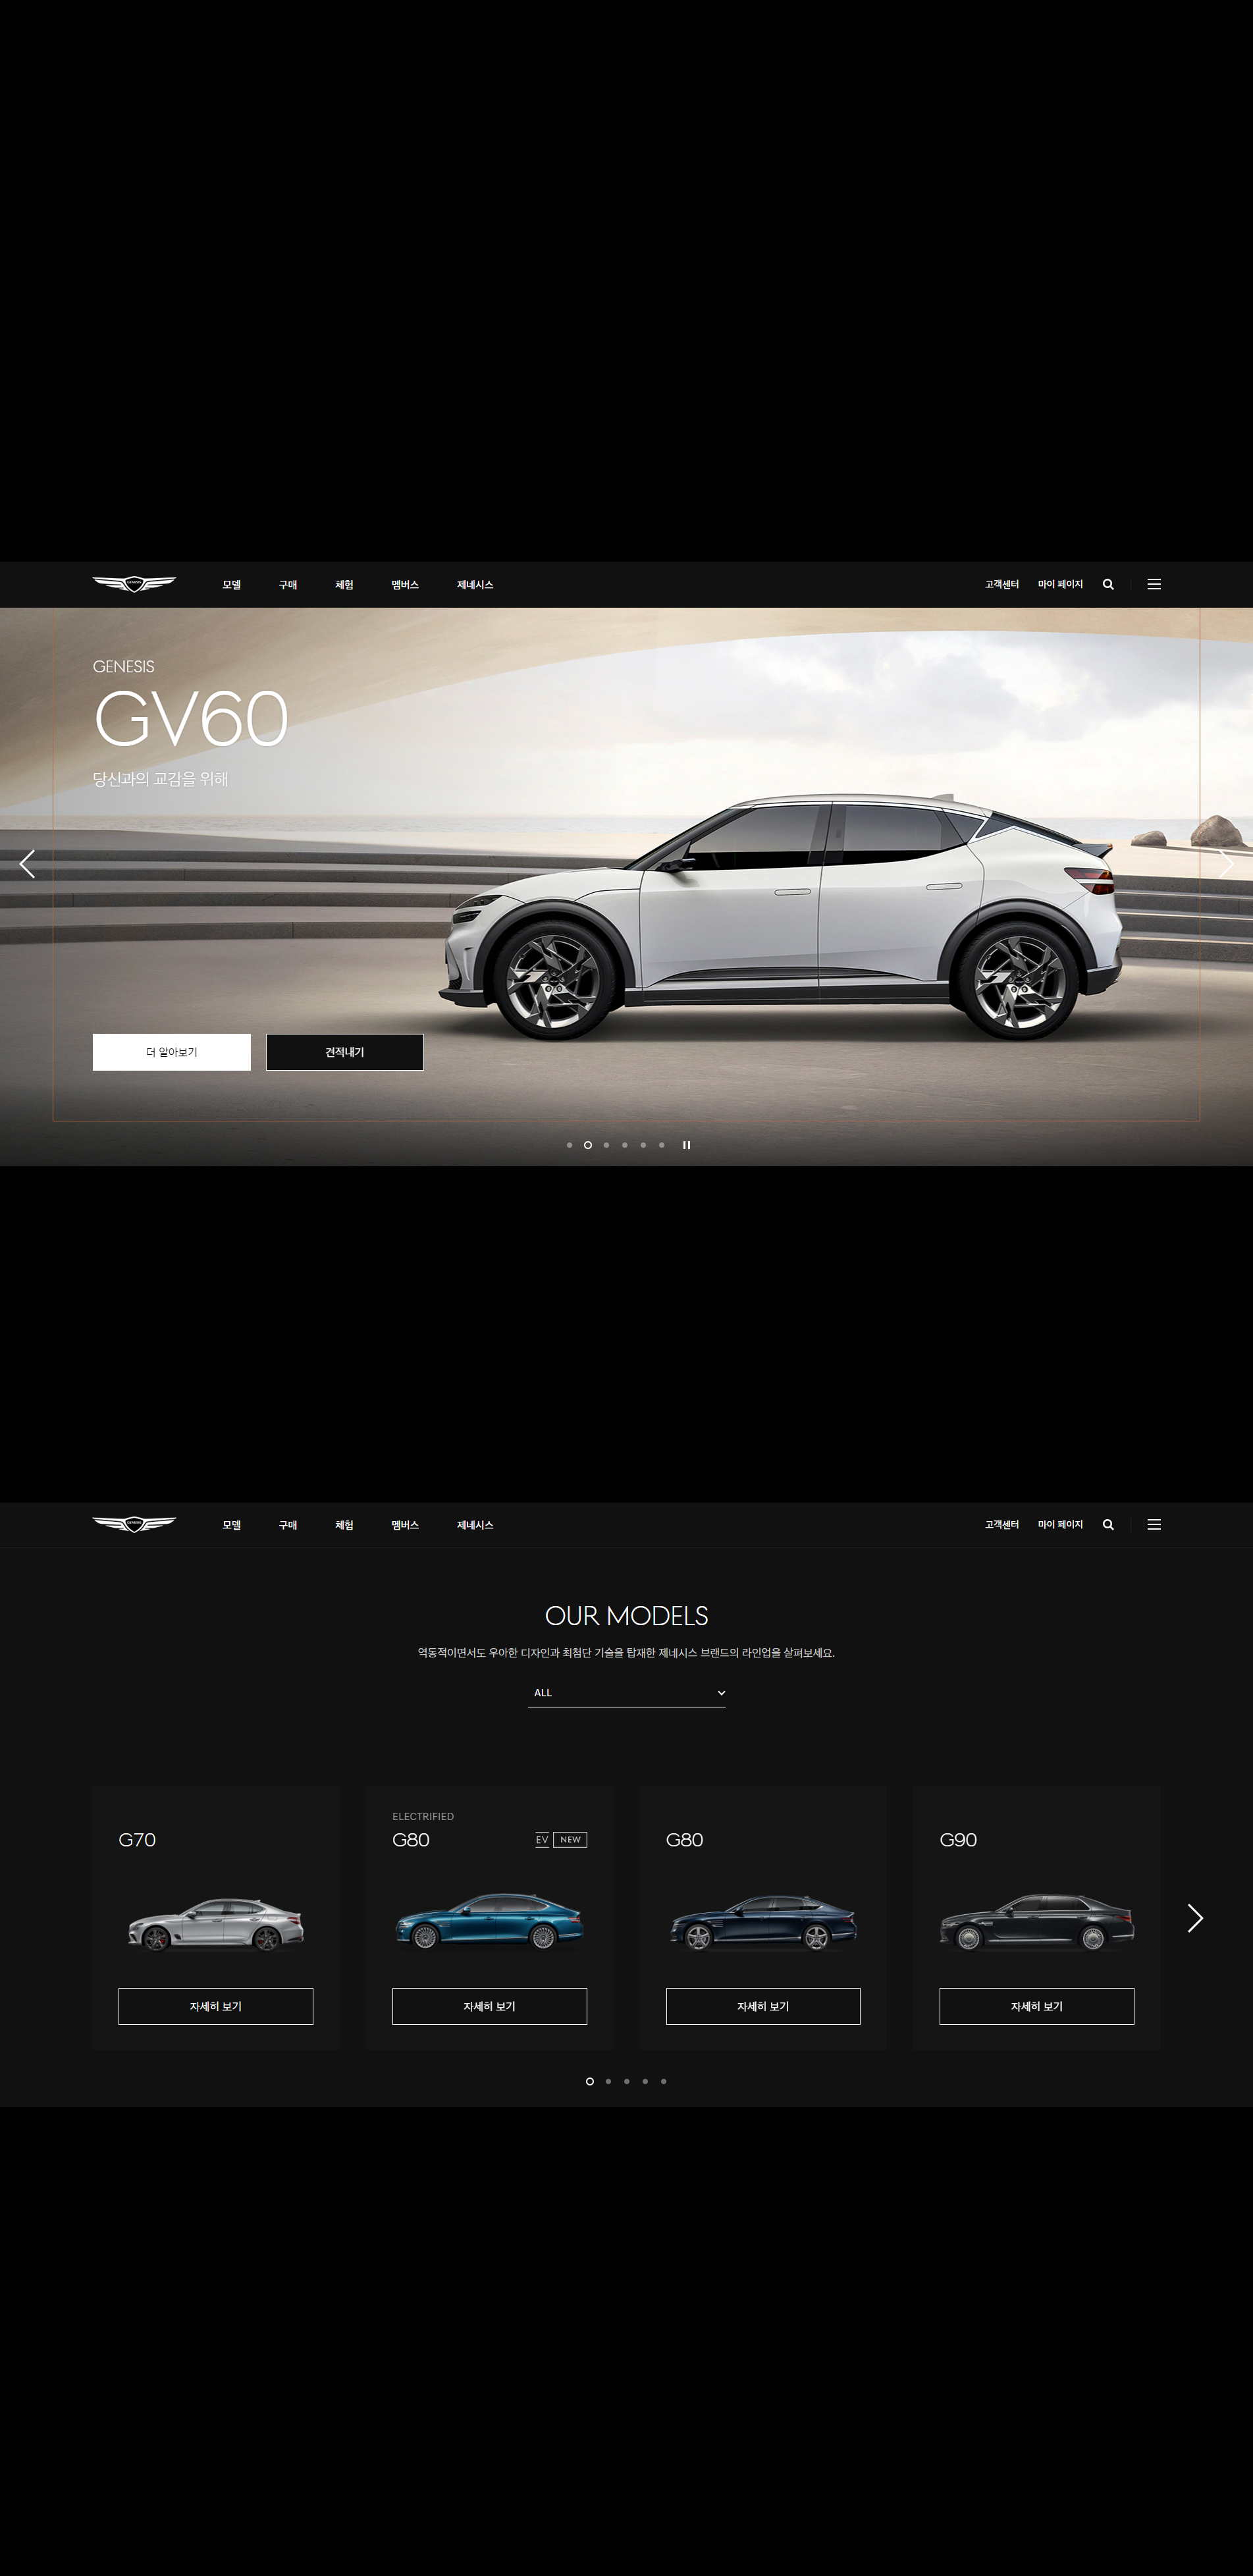 GENESIS
모델 구매 체험 멤버스 제네시스 고객센터 마이 페이지
GENESIS
GV60
당신과의 교감을 위해
더 알아보기 견적내기
GENESIS
모델 구매 체험 멤버스 제네시스 고객센터 마이 페이지
OUR MODELS
역동적이면서도 우아한 디자인과 최첨단 기술을 탑재한 제네시스 브랜드의 라인업을 살펴보세요.
ALL
G70
자세히 보기
ELECTRIFIED
G80 EV NEW
자세히 보기
G80
자세히 보기
G90
자세히 보기